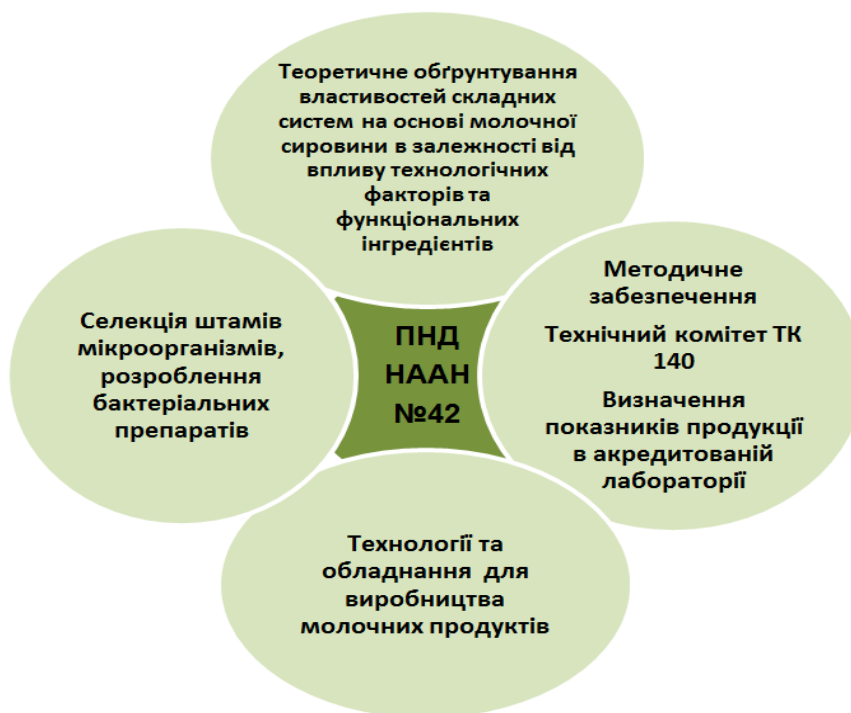 Теоретичне обґрунтування
властивостей складних
систем на основі молочної
сировини в залежності від
впливу технологічних
факторів та
функціональних
інгредієнтів
Селекція штамів
мікроорганізмів,
розроблення
бактеріальних
препаратів
ПНД
НААН
№42
Методичне
забезпечення
Технічний комітет ТК
140
Визначення
показників продукції
в акредитованій
лабораторії
Технології та
обладнання для
виробництва
молочних продуктів